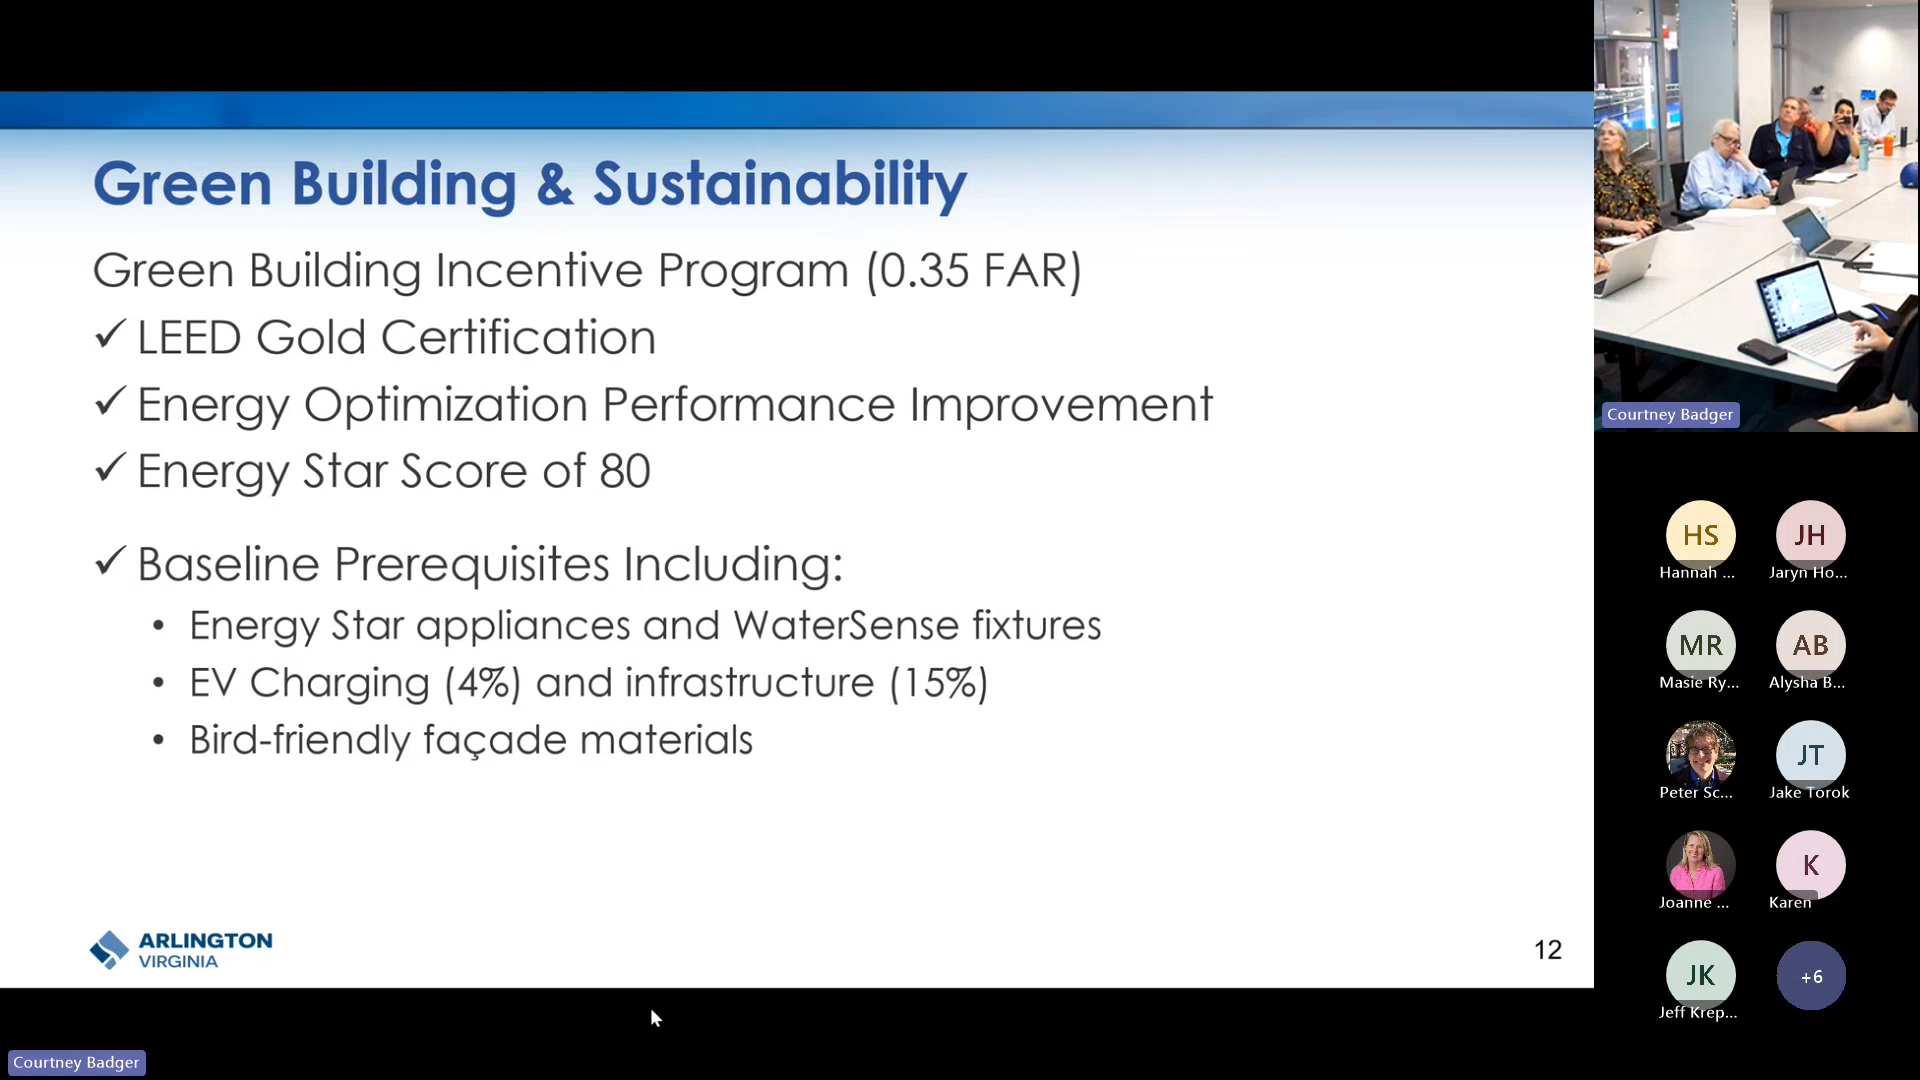 Green Building & Sustainability
Green Building Incentive Program (0.35 FAR)
✓ LEED Gold Certification
✓ Energy Optimization Performance Improvement
✓ Energy Star Score of 80
✓ Baseline Prerequisites Including:
• Energy Star appliances and WaterSense fixtures
• EV Charging (4%) and infrastructure (15%)
• Bird-friendly façade materials
ARLINGTON
VIRGINIA
12
Courtney Badger
Courtney Badger
HS
Hannah ...
JH
Jaryn Ho...
MR
Masie Ry...
AB
Alysha B...
Peter Sc...
JT
Jake Torok
Joanne ...
K
Karen
JK
Jeff Krep...
+6